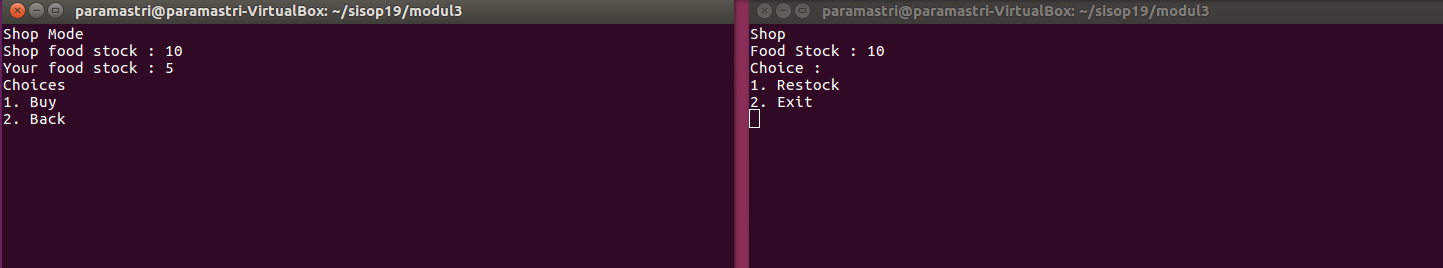 paramastri@paramastri-VirtualBox: ~/sisop19/modul3
Shop Mode
Shop food stock : 10
Your food stock : 5
Choices
1. Buy
2. Back
paramastri@paramastri-VirtualBox: ~/sisop19/modul3
Shop
Food Stock : 10
Choice :
1. Restock
2. Exit